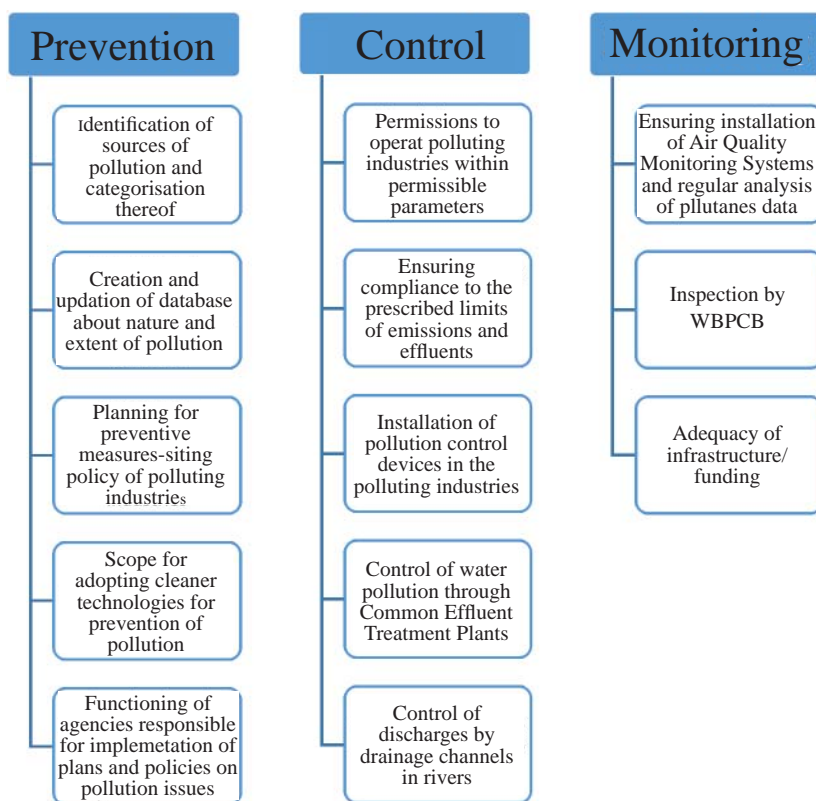 Prevention
Identification of
sources of
pollution and
categorisation
thereof
Creation and
updation of database
about nature and
extent of pollution
Planning for
preventive
measures-siting
policy of polluting
industries
Scope for
adopting cleaner
technologies for
prevention of
pollution
Functioning of
agencies responsible
for implemetation of
plans and policies on
pollution issues
Control
Permissions to
operat polluting
industries within
permissible
parameters
Ensuring
compliance to the
prescribed limits
of emissions and
effluents
Installation of
pollution control
devices in the
polluting industries
Control of water
pollution through
Common Effluent
Treatment Plants
Control of
discharges by
drainage channels
in rivers
Monitoring
Ensuring installation
of Air Quality
Monitoring Systems
and regular analysis
of pllutanes data
Inspection by
WBPCB
Adequacy of
infrastructure/
funding